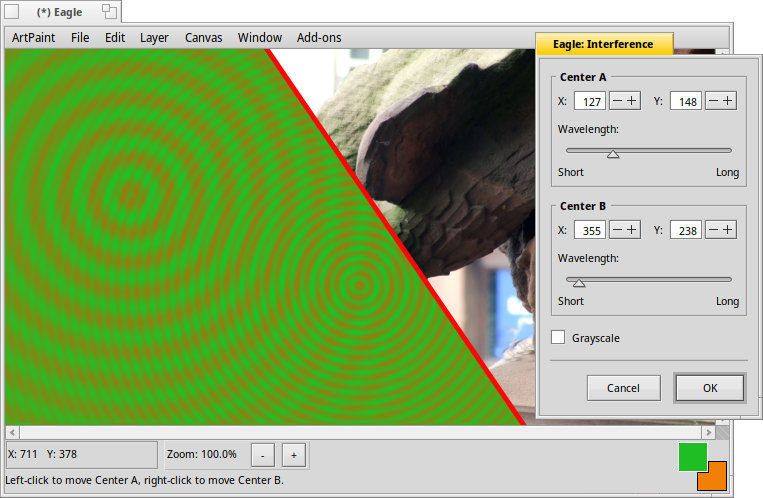 (*) Eagle
ArtPaint File Edit Layer Canvas Window Add-ons
Eagle: Interference
Center A
X: 127 Y: 148
Wavelength:
Short Long
Center B
X: 355 Y: 238
Wavelength:
Short Long
Grayscale
Cancel OK
X: 711 Y: 378 Zoom: 100.0% - +
Left-click to move Center A, right-click to move Center B.